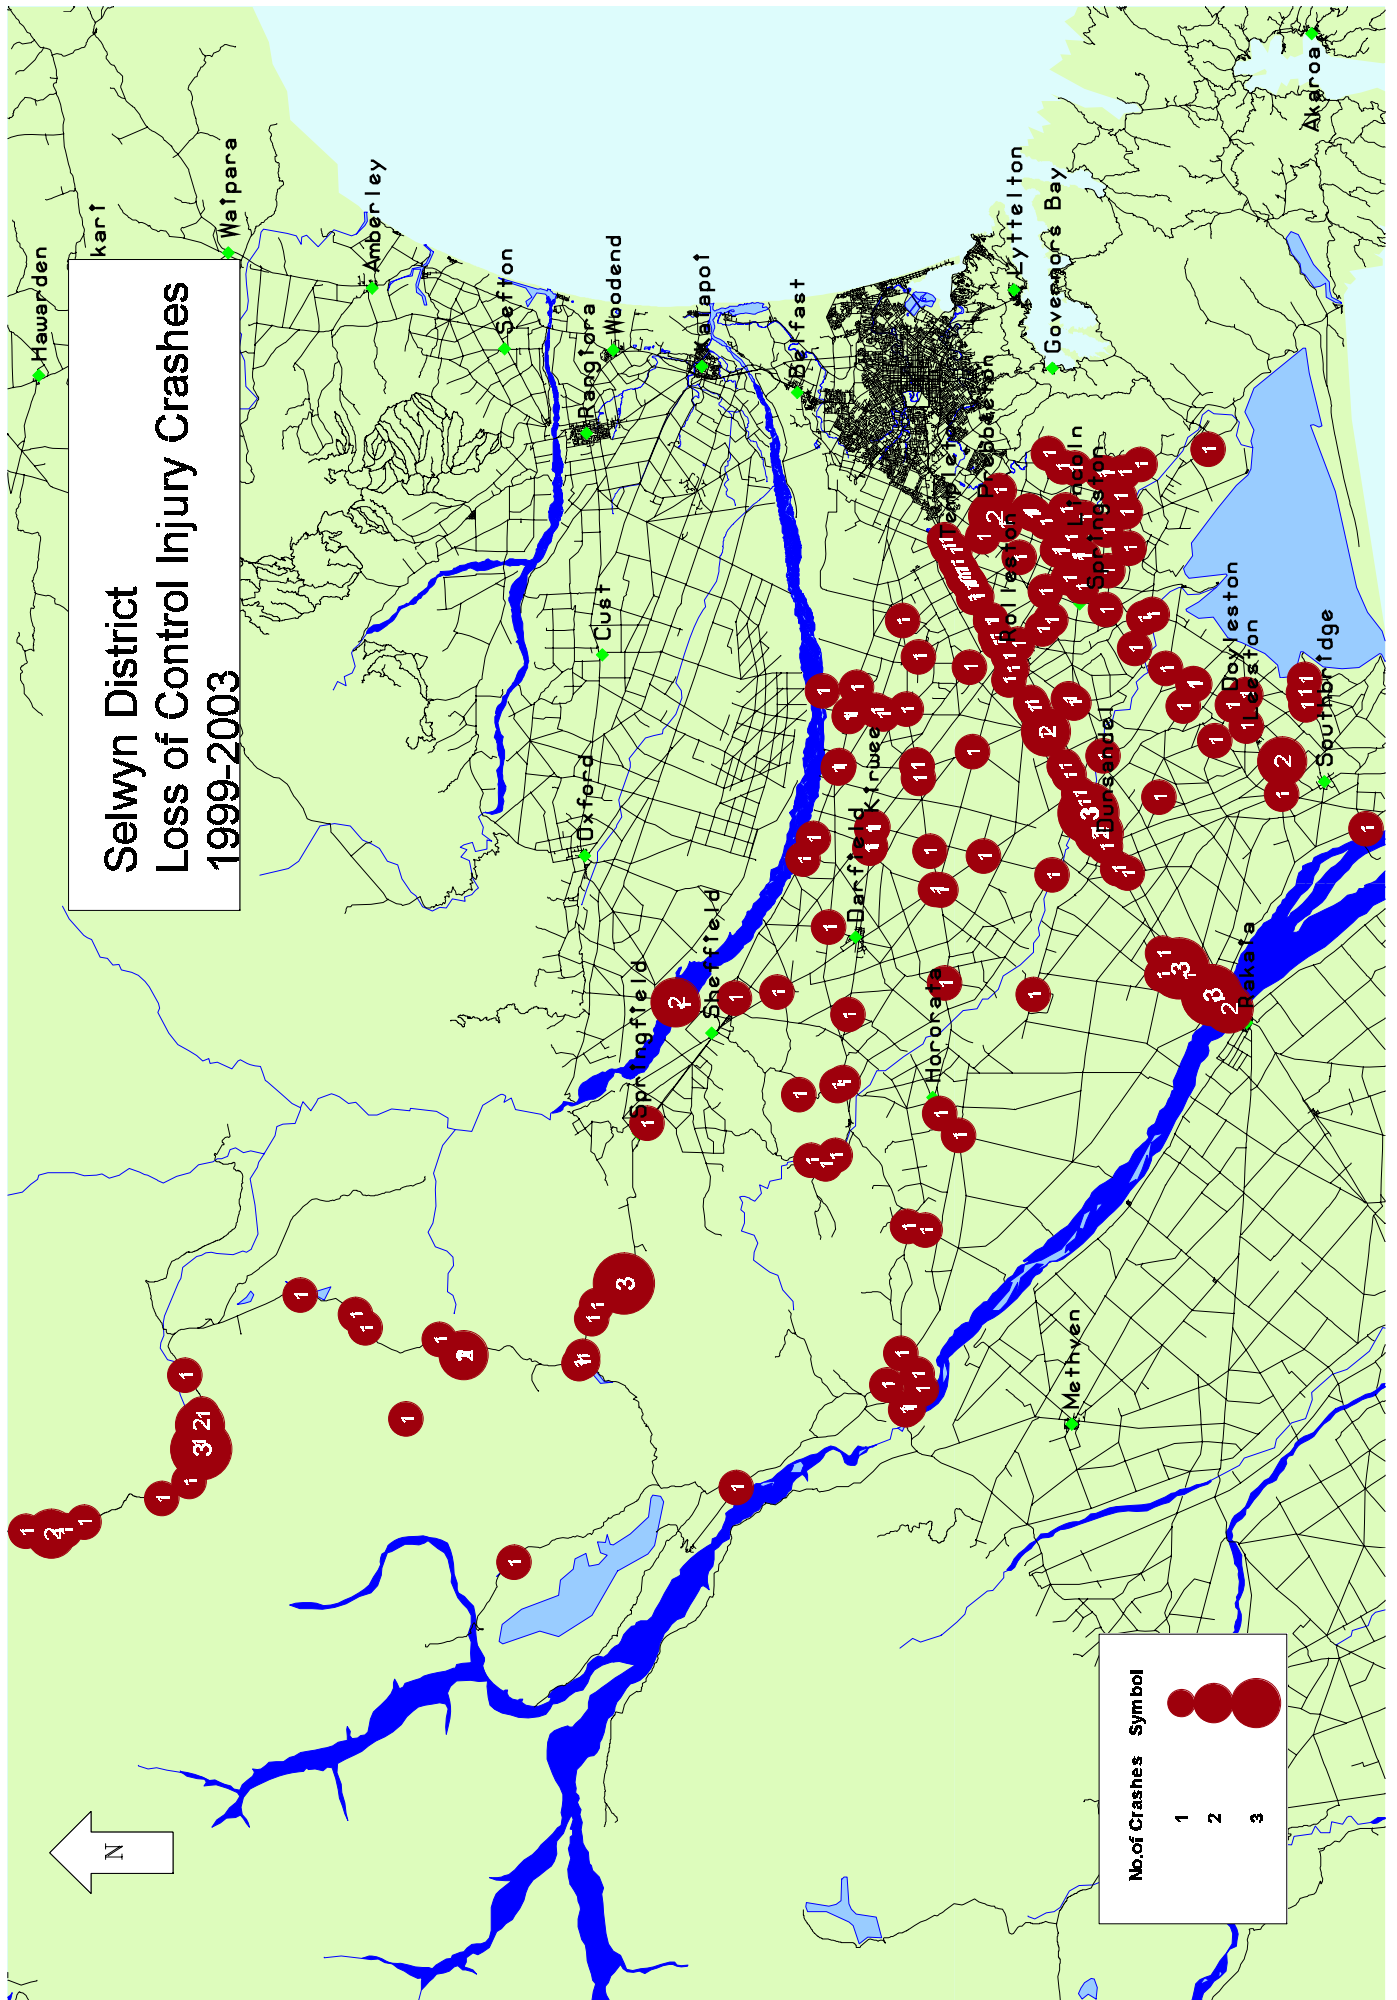 Selwyn District
Loss of Control Injury Crashes
1999-2003
Hawarden
kari
Waipara
Amberley
Sefton
Rangiora
Woodend
Kaiapoi
Belfast
Cust
Oxford
Lyttelton
Governors Bay
Akaroa
Templeton
Prebbleton
Lincoln
Springston
Rolleston
Doyleston
Leeston
Southbridge
Dunsandel
Kirwee
Darfield
Sheffield
Springfield
Hororata
Rakaia
Methven
N
No.of Crashes Symbol
1
2
3